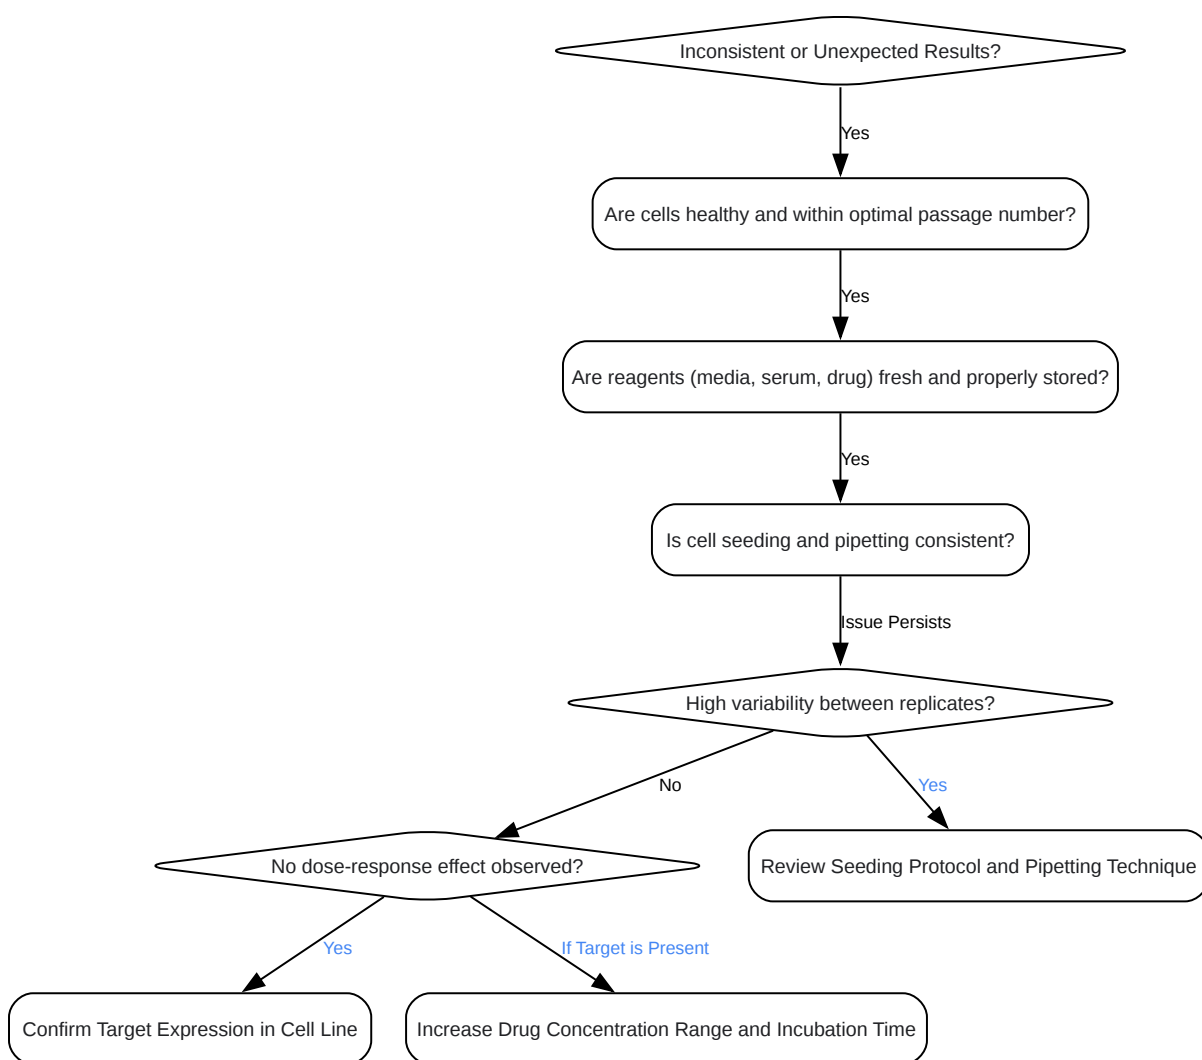 Inconsistent or Unexpected Results?
Yes
Are cells healthy and within optimal passage number?
Yes
Are reagents (media, serum, drug) fresh and properly stored?
Yes
Is cell seeding and pipetting consistent?
Issue Persists
High variability between replicates?
No
Yes
No dose-response effect observed?
Review Seeding Protocol and Pipetting Technique
Yes
If Target is Present
Confirm Target Expression in Cell Line
Increase Drug Concentration Range and Incubation Time